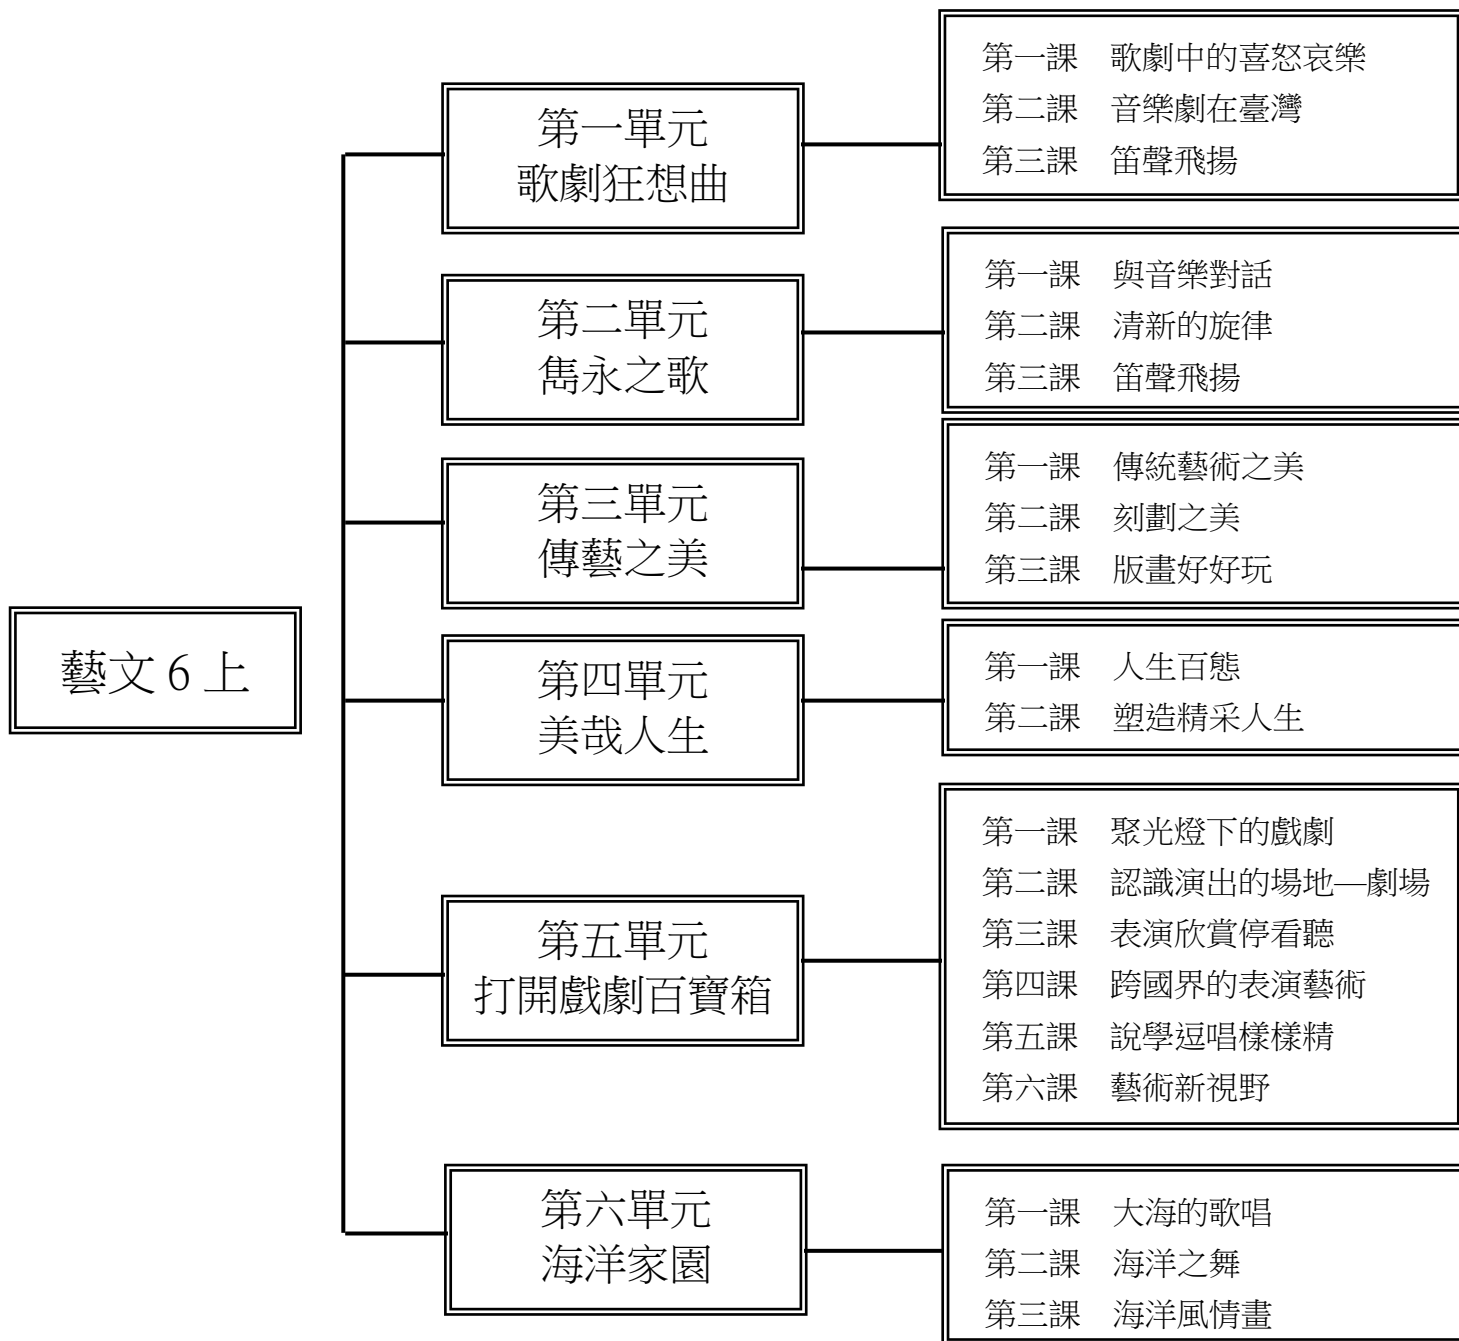 藝文 6 上
第一單元
歌劇狂想曲
第一課　歌劇中的喜怒哀樂
第二課　音樂劇在臺灣
第三課　笛聲飛揚
第二單元
雋永之歌
第一課　與音樂對話
第二課　清新的旋律
第三課　笛聲飛揚
第三單元
傳藝之美
第一課　傳統藝術之美
第二課　刻劃之美
第三課　版畫好好玩
第四單元
美哉人生
第一課　人生百態
第二課　塑造精采人生
第五單元
打開戲劇百寶箱
第一課　聚光燈下的戲劇
第二課　認識演出的場地—劇場
第三課　表演欣賞停看聽
第四課　跨國界的表演藝術
第五課　說學逗唱樣樣精
第六課　藝術新視野
第六單元
海洋家園
第一課　大海的歌唱
第二課　海洋之舞
第三課　海洋風情畫